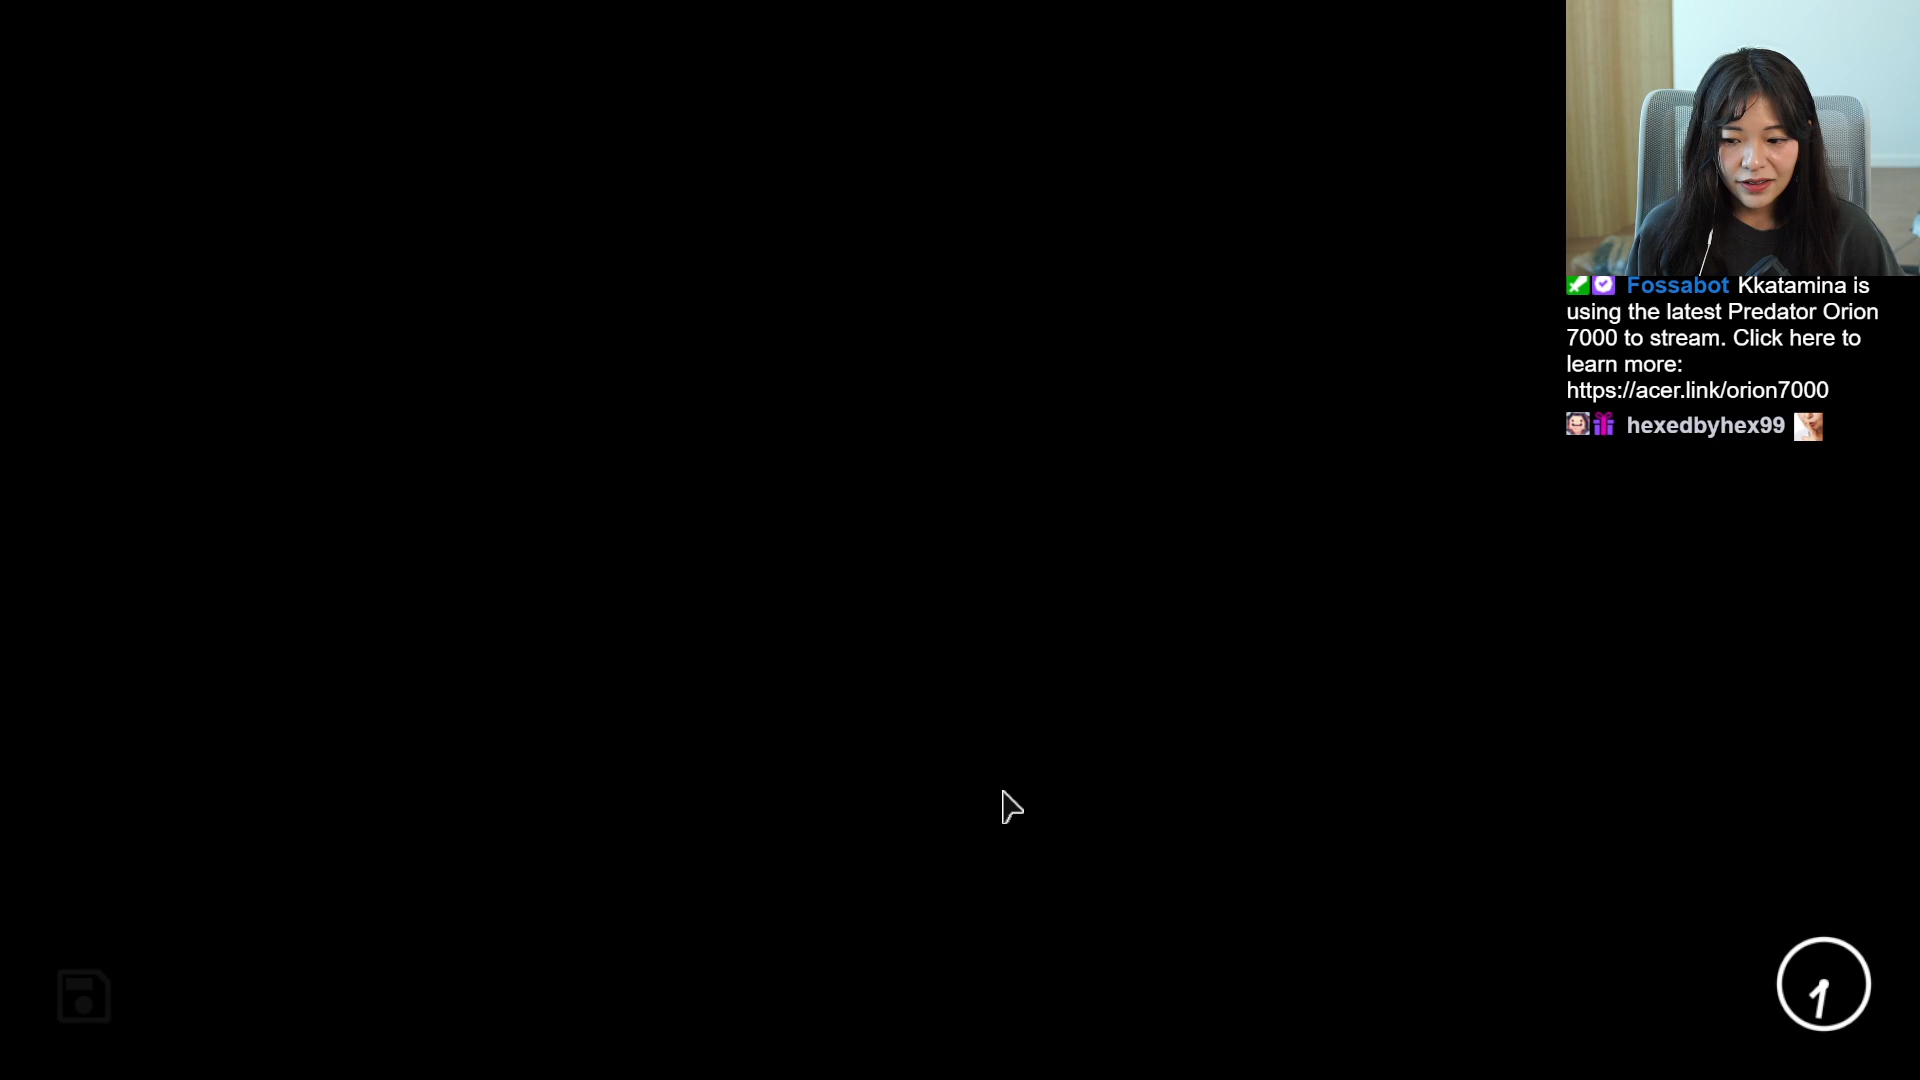 Fossabot Kkatamina is
using the latest Predator Orion
7000 to stream. Click here to
learn more:
https://acer.link/orion7000
hexedbyhex99